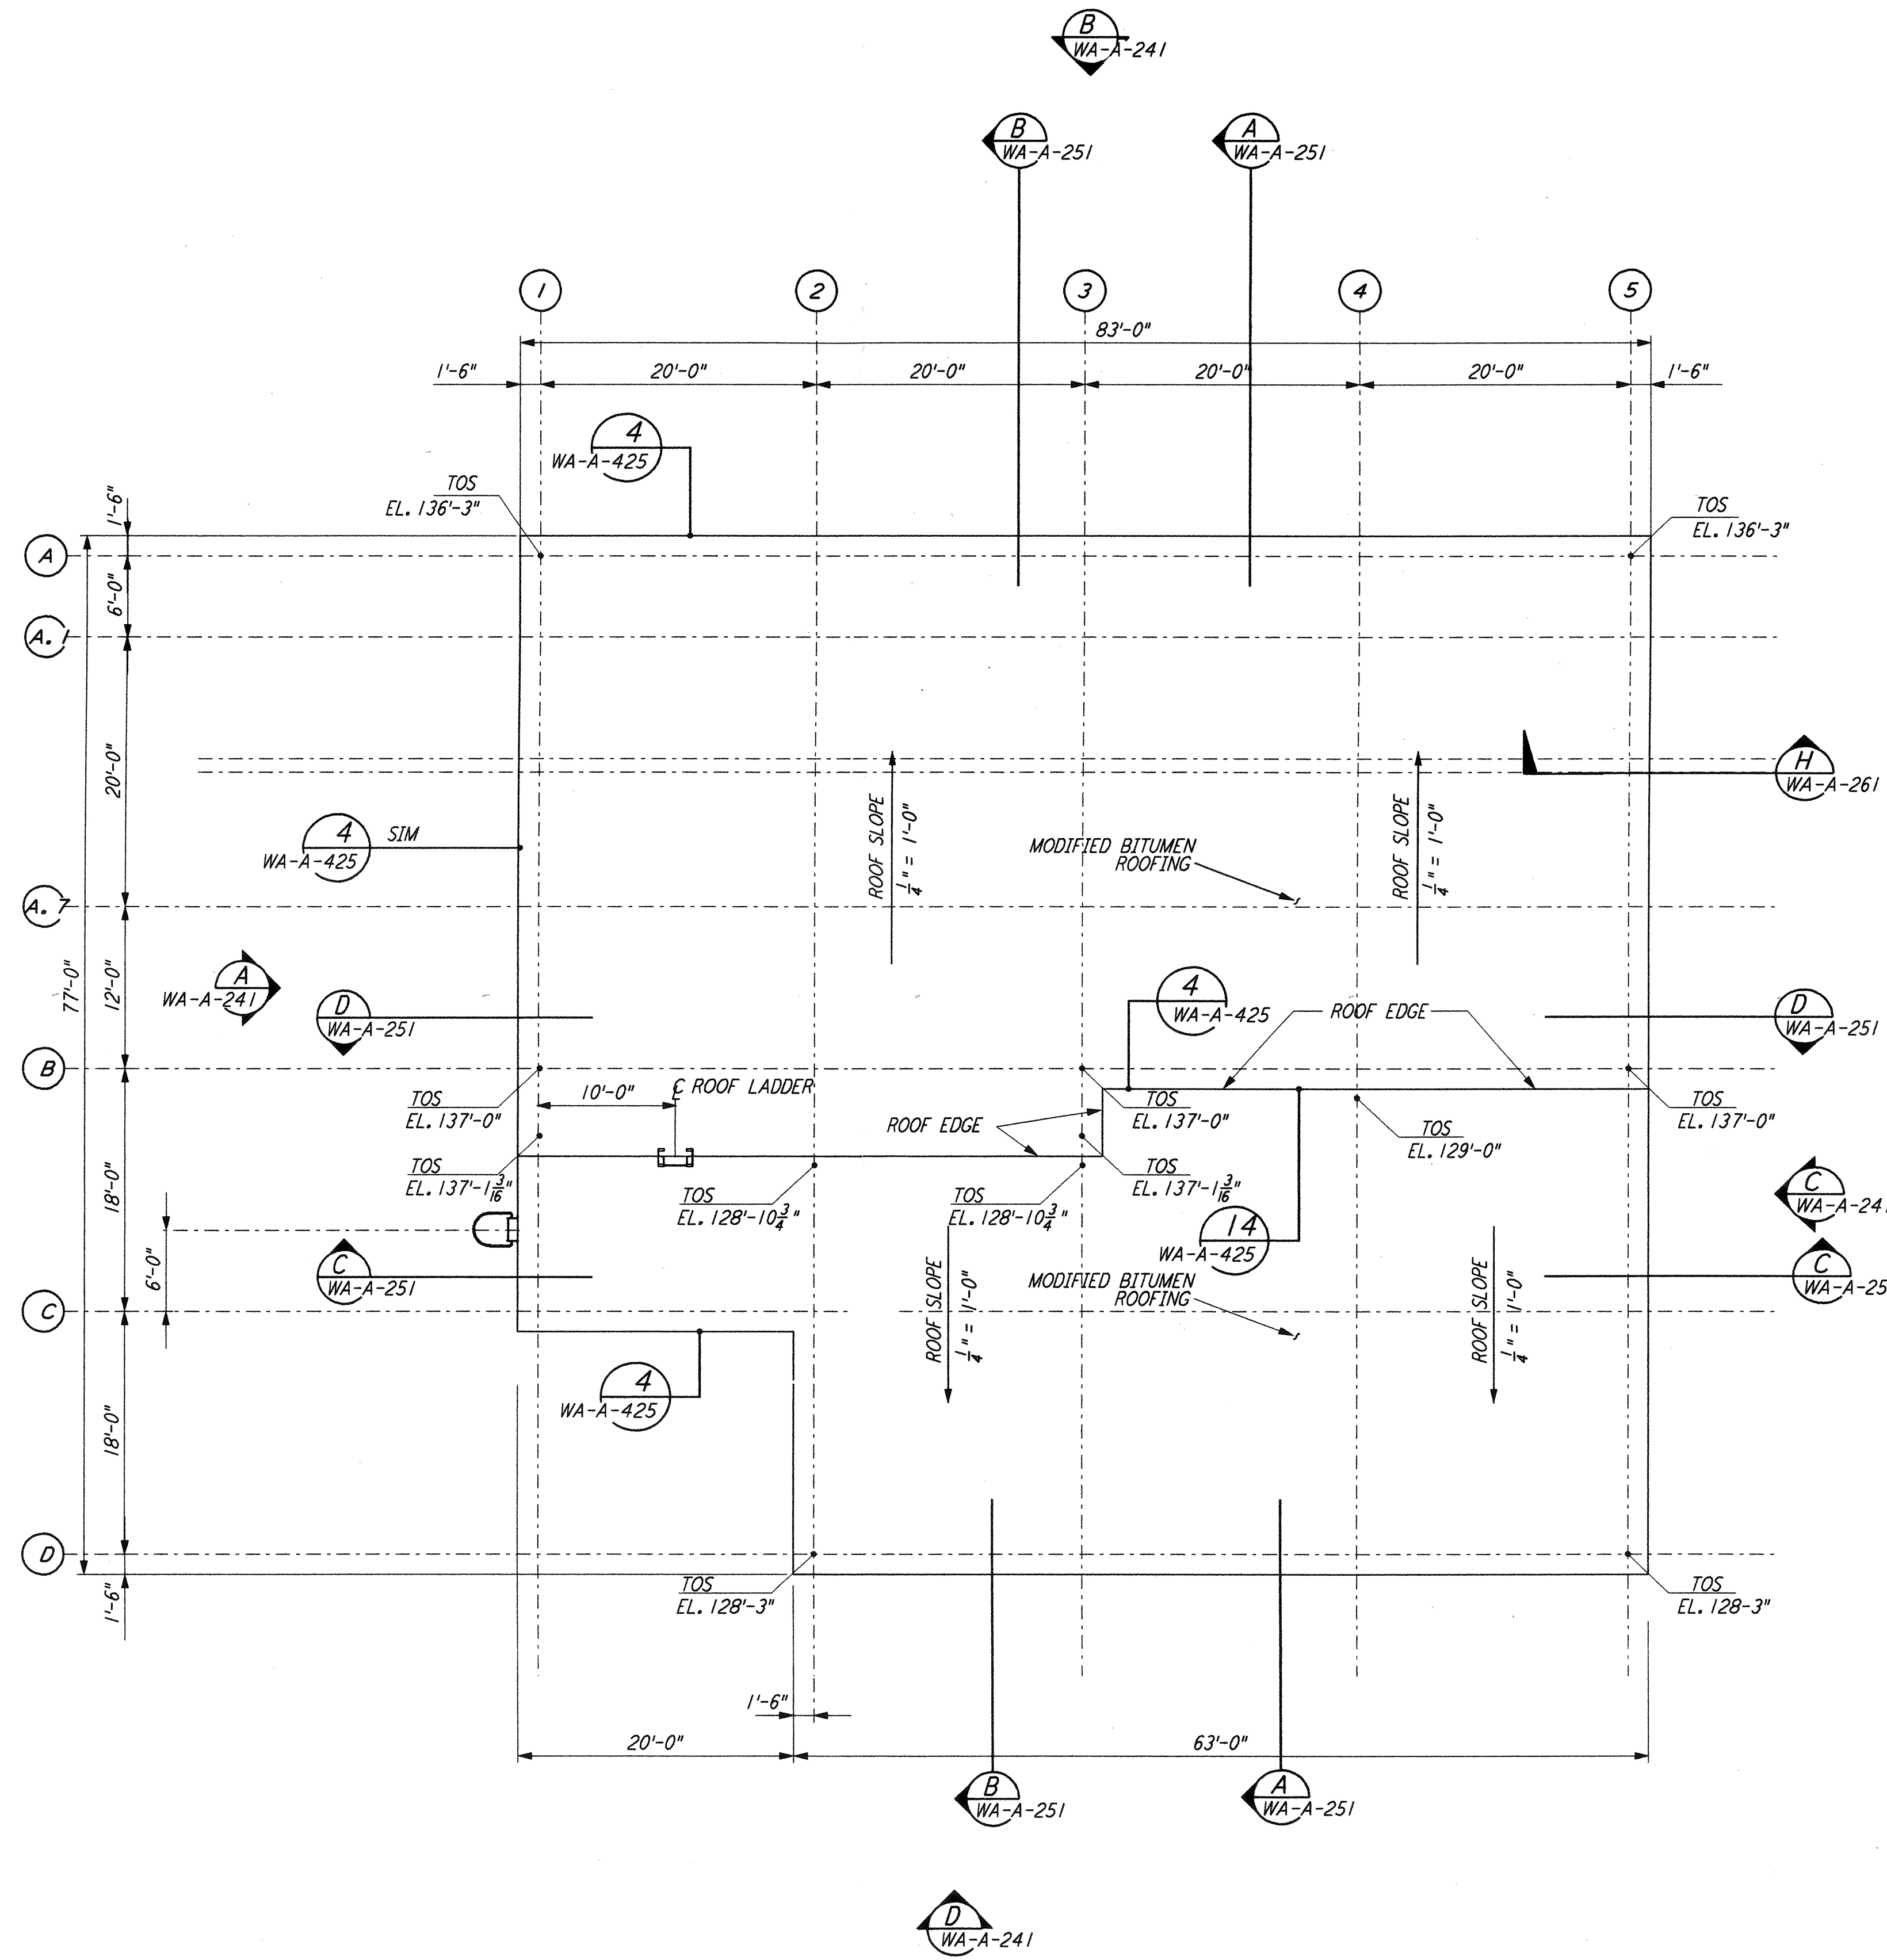 B
WA-A-241
B
WA-A-251
A
WA-A-251
1
2
3
4
5
83'-0"
1'-6"
20'-0"
20'-0"
20'-0"
20'-0"
1'-6"
4
WA-A-425
TOS
EL. 136'-3"
TOS
EL. 136'-3"
1'-6"
A
6'-0"
A.1
20'-0"
H
WA-A-261
ROOF SLOPE
1/4" = 1'-0"
ROOF SLOPE
1/4" = 1'-0"
4
SIM
WA-A-425
MODIFIED BITUMEN
ROOFING
A.7
77'-0"
12'-0"
A
WA-A-241
D
WA-A-251
4
WA-A-425
ROOF EDGE
D
WA-A-251
B
10'-0"
℄ ROOF LADDER
TOS
EL. 137'-0"
ROOF EDGE
TOS
EL. 137'-0"
TOS
EL. 129'-0"
TOS
EL. 137'-0"
TOS
EL. 137'-1 3/16"
TOS
EL. 128'-10 3/4"
TOS
EL. 128'-10 3/4"
TOS
EL. 137'-1 3/16"
18'-0"
C
WA-A-241
14
WA-A-425
6'-0"
C
WA-A-251
C
WA-A-25
MODIFIED BITUMEN
ROOFING
ROOF SLOPE
1/4" = 1'-0"
ROOF SLOPE
1/4" = 1'-0"
C
4
WA-A-425
18'-0"
D
1'-6"
TOS
EL. 128'-3"
TOS
EL. 128-3"
1'-6"
20'-0"
63'-0"
B
WA-A-251
A
WA-A-251
D
WA-A-241